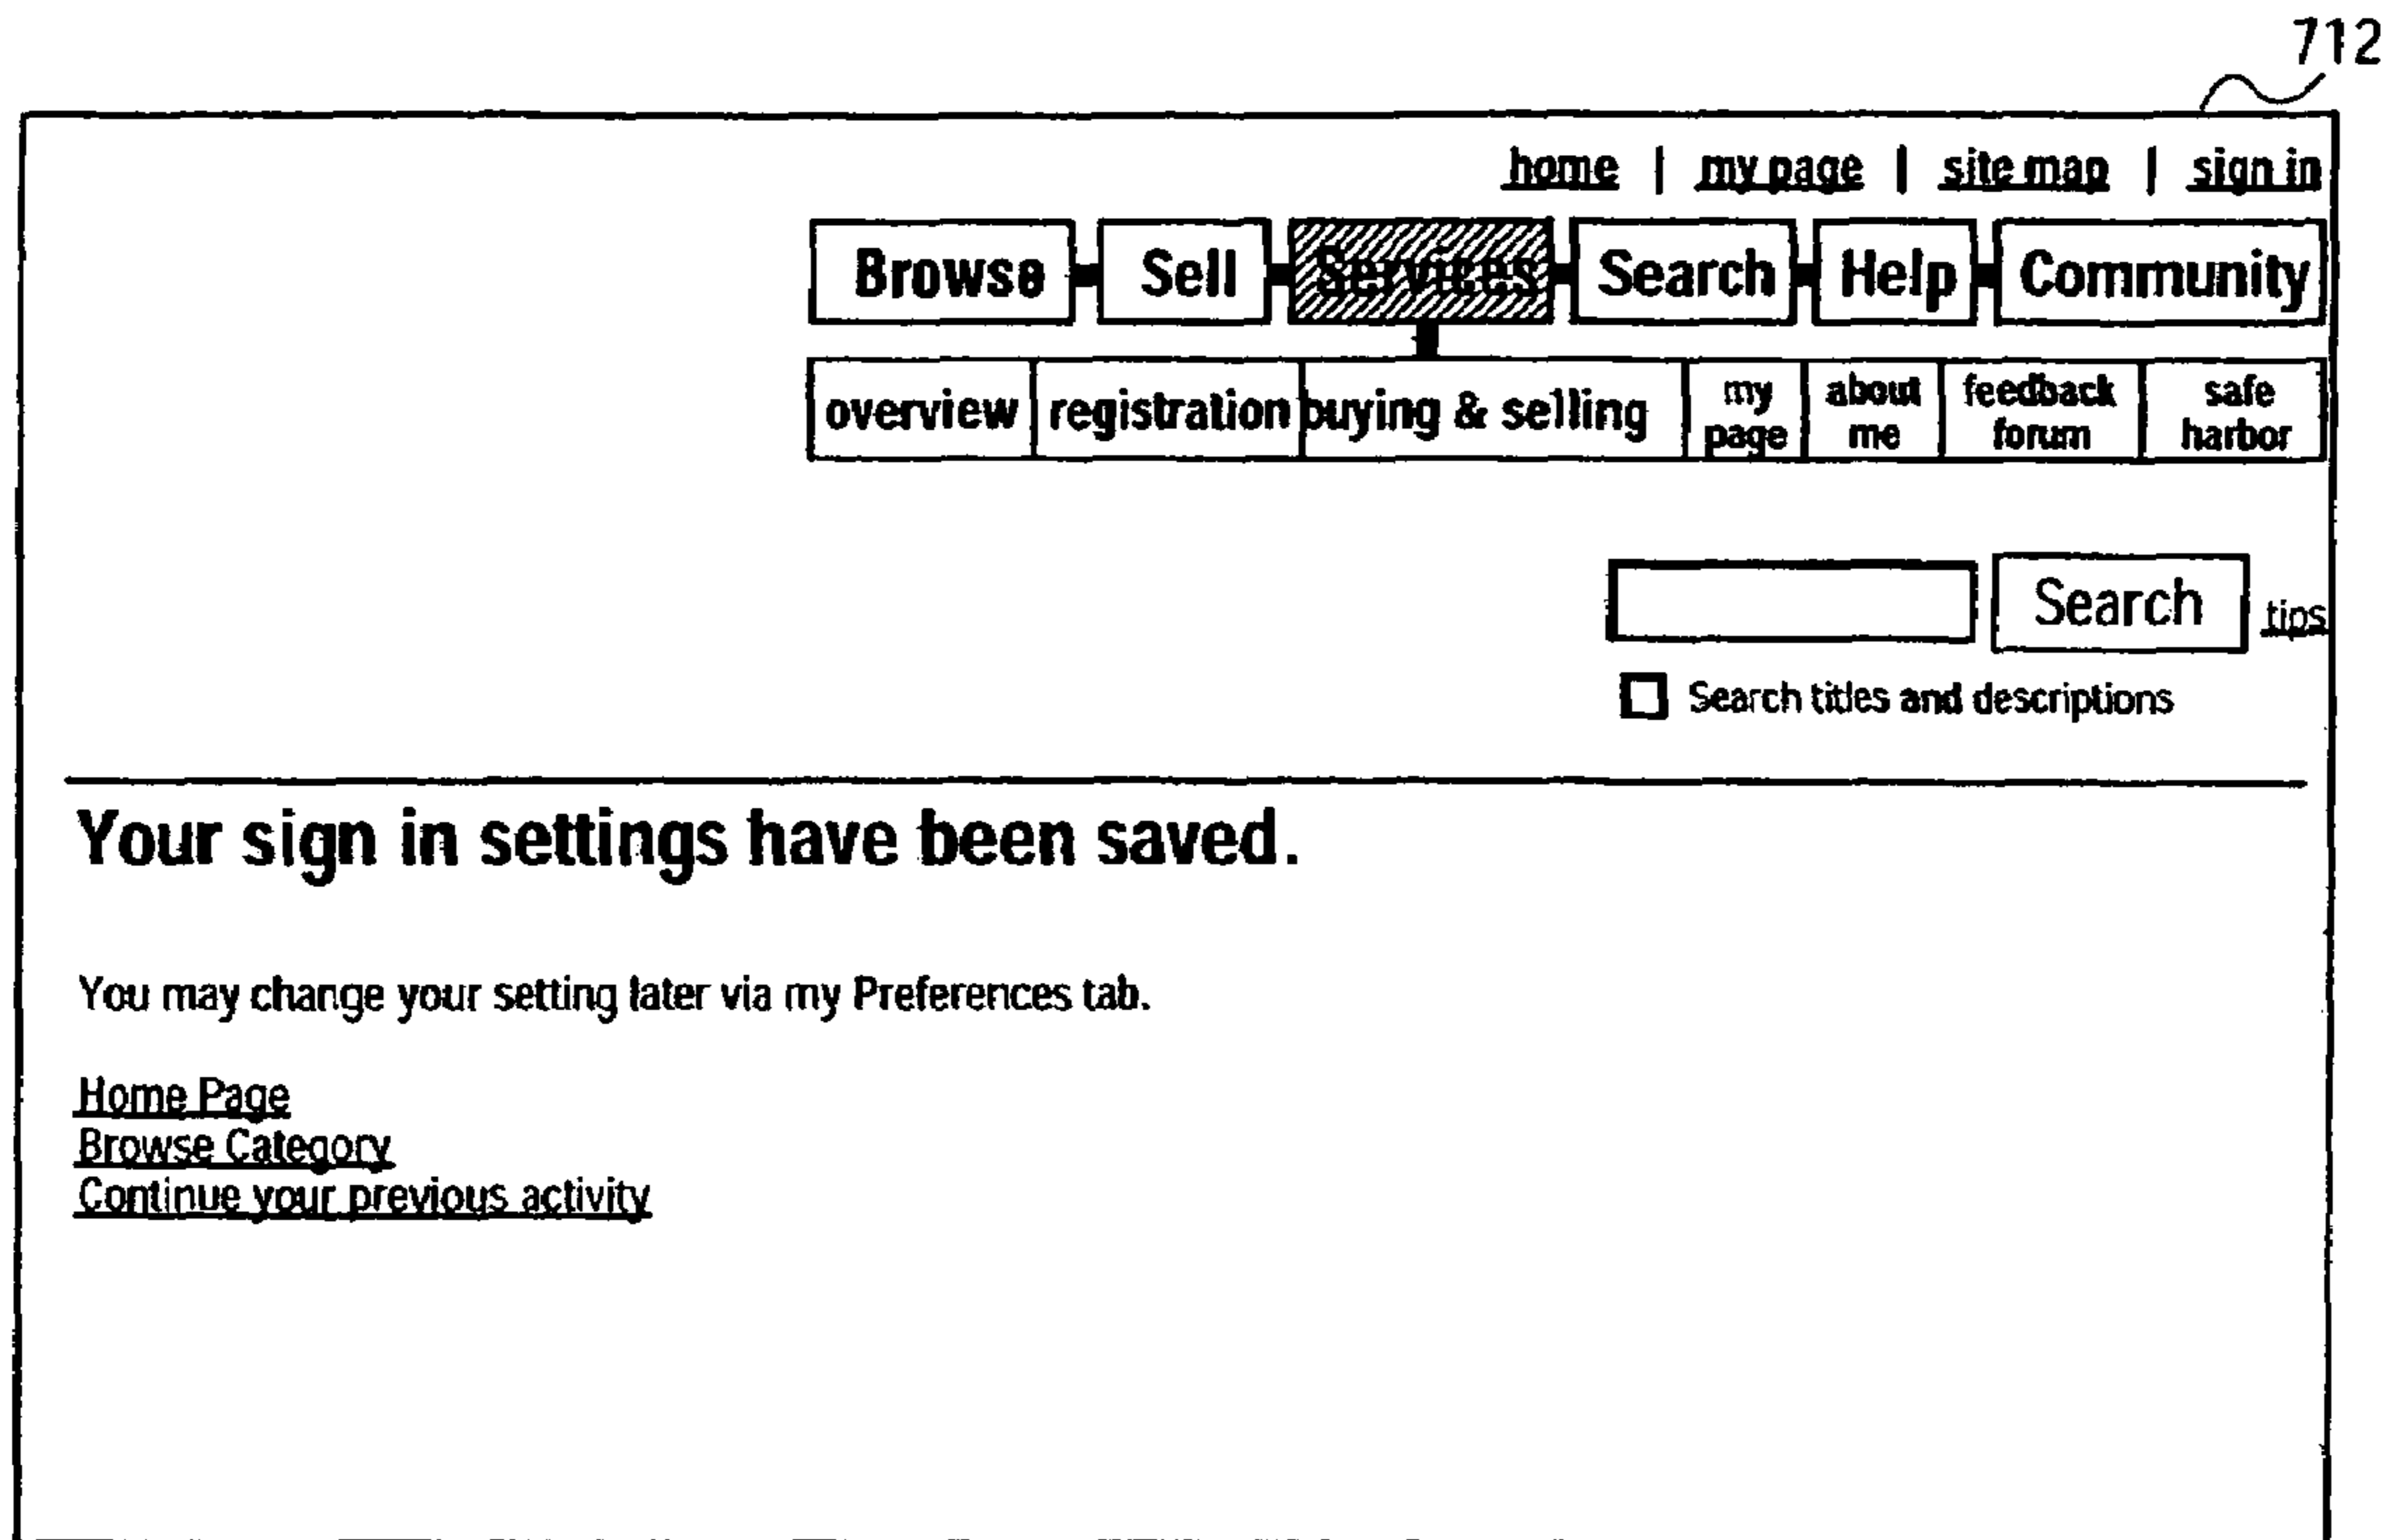 712
home | my page | site map | sign in
Browse Sell Services Search Help Community
overview registration buying & selling my page about me feedback forum safe harbor
Search tips
Search titles and descriptions
Your sign in settings have been saved.
You may change your setting later via my Preferences tab.
Home Page
Browse Category
Continue your previous activity